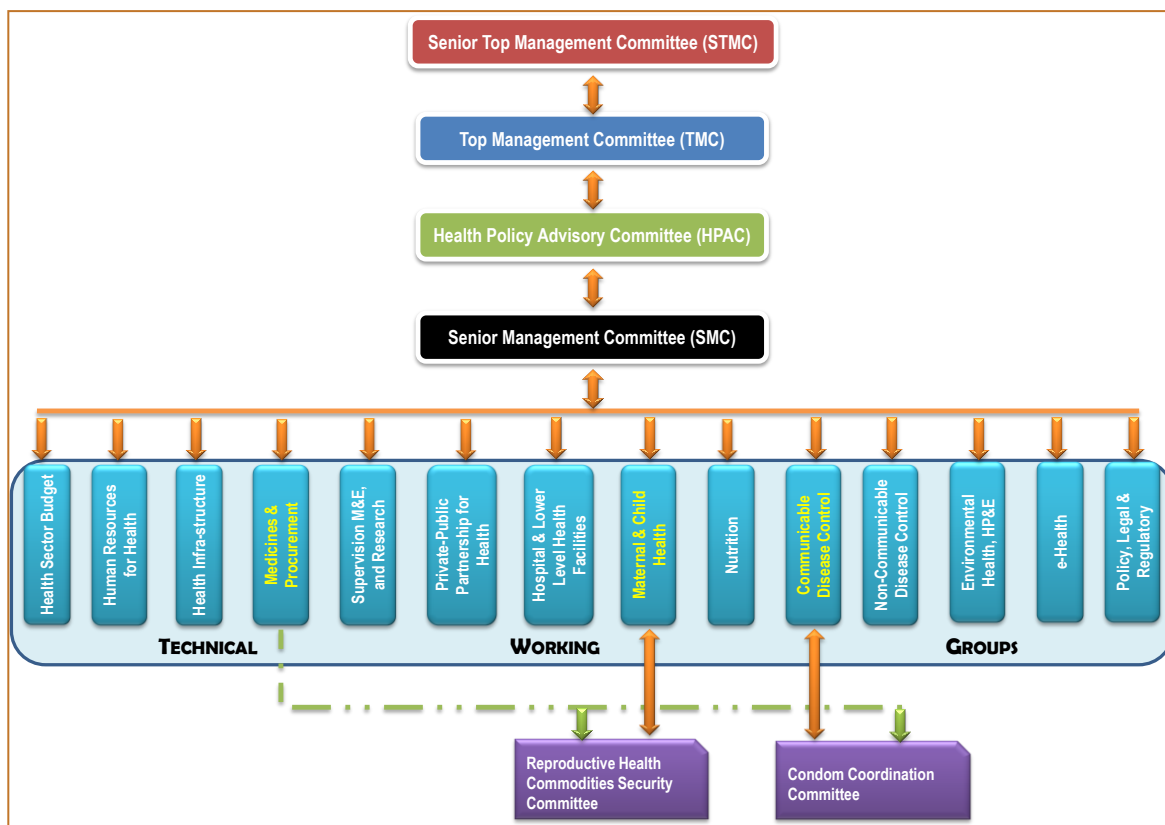 Senior Top Management Committee (STMC)
Top Management Committee (TMC)
Health Policy Advisory Committee (HPAC)
Senior Management Committee (SMC)
Health Sector Budget
Human Resources
for Health
Health Infra-structure
Medicines &
Procurement
Supervision M&E,
and Research
Private-Public
Partnership for
Health
Hospital & Lower
Level Health
Facilities
Maternal & Child
Health
Nutrition
Communicable
Disease Control
Non-Communicable
Disease Control
Environmental
Health, HP&E
e-Health
Policy, Legal &
Regulatory
TECHNICAL WORKING GROUPS
Reproductive Health
Commodities Security
Committee
Condom Coordination
Committee